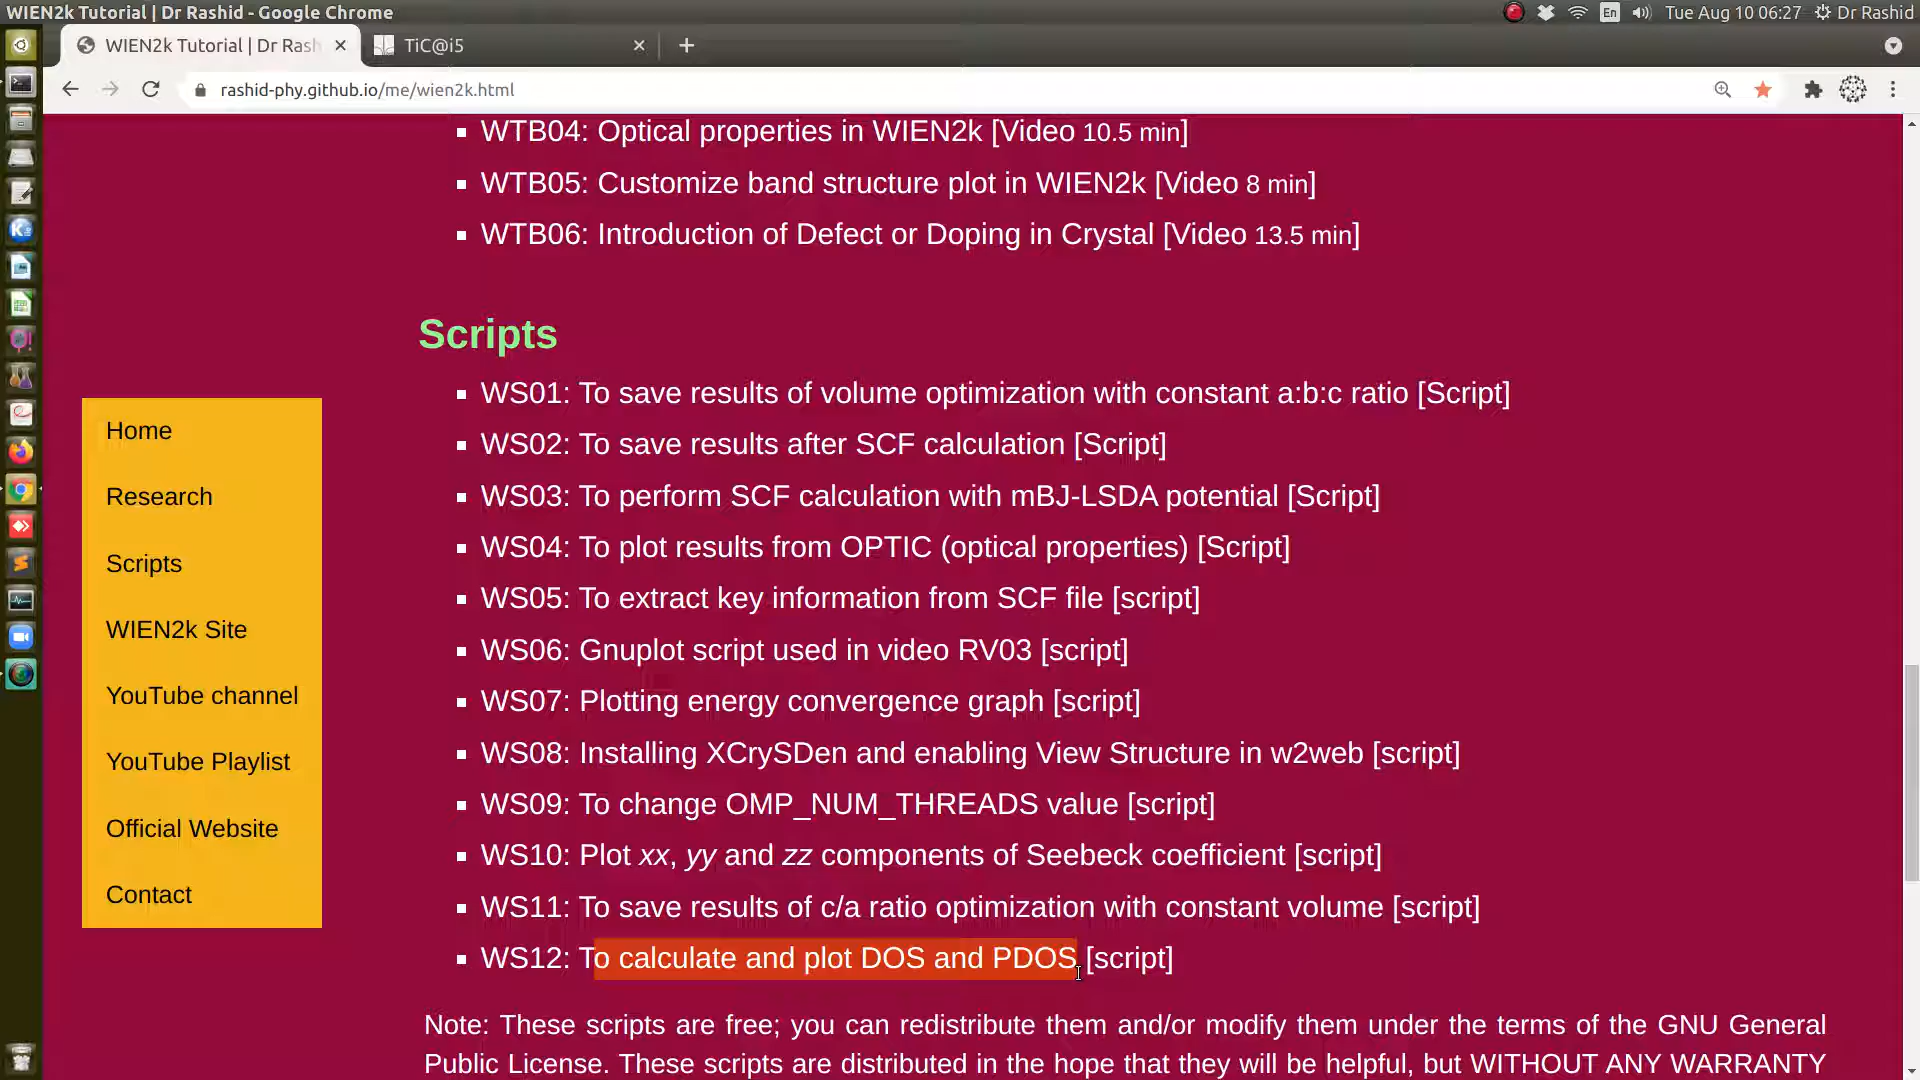 WIEN2k Tutorial | Dr Rashid - Google Chrome
En
Tue Aug 10 06:27
Dr Rashid
WIEN2k Tutorial | Dr Rash
TiC@i5
rashid-phy.github.io/me/wien2k.html
WTB04: Optical properties in WIEN2k [Video 10.5 min]
WTB05: Customize band structure plot in WIEN2k [Video 8 min]
WTB06: Introduction of Defect or Doping in Crystal [Video 13.5 min]
Scripts
WS01: To save results of volume optimization with constant a:b:c ratio [Script]
WS02: To save results after SCF calculation [Script]
WS03: To perform SCF calculation with mBJ-LSDA potential [Script]
WS04: To plot results from OPTIC (optical properties) [Script]
WS05: To extract key information from SCF file [script]
WS06: Gnuplot script used in video RV03 [script]
WS07: Plotting energy convergence graph [script]
WS08: Installing XCrySDen and enabling View Structure in w2web [script]
WS09: To change OMP_NUM_THREADS value [script]
WS10: Plot xx, yy and zz components of Seebeck coefficient [script]
WS11: To save results of c/a ratio optimization with constant volume [script]
WS12: To calculate and plot DOS and PDOS [script]
Note: These scripts are free; you can redistribute them and/or modify them under the terms of the GNU General
Public License. These scripts are distributed in the hope that they will be helpful, but WITHOUT ANY WARRANTY
Home
Research
Scripts
WIEN2k Site
YouTube channel
YouTube Playlist
Official Website
Contact